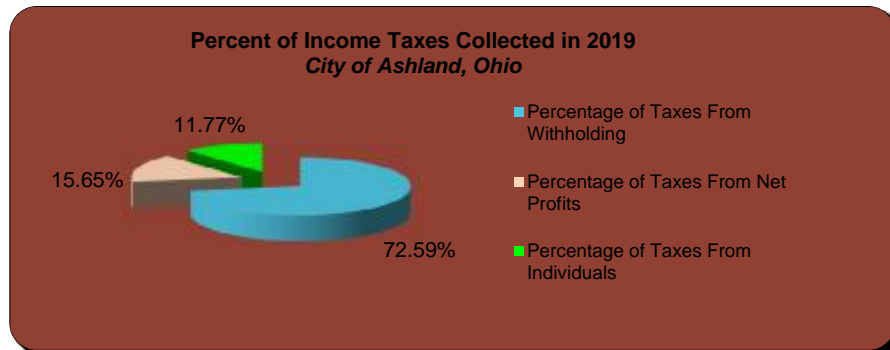 Percent of Income Taxes Collected in 2019
City of Ashland, Ohio
11.77%
15.65%
72.59%
Percentage of Taxes From
Withholding
Percentage of Taxes From Net
Profits
Percentage of Taxes From
Individuals